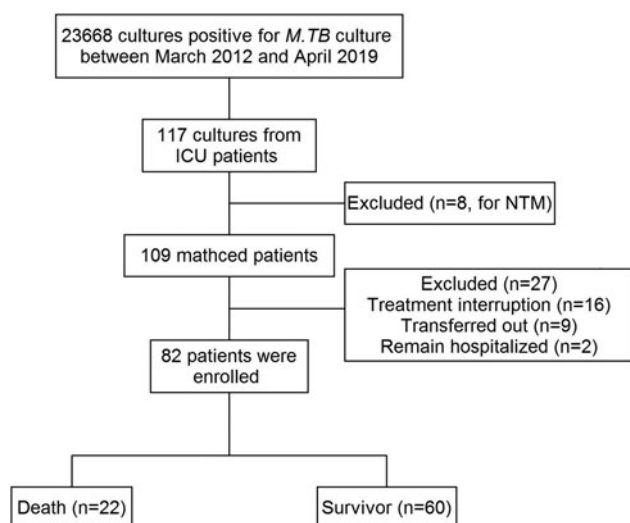 23668 cultures positive for M.TB culture
between March 2012 and April 2019
117 cultures from
ICU patients
Excluded (n=8, for NTM)
109 mathced patients
Excluded (n=27)
Treatment interruption (n=16)
Transferred out (n=9)
Remain hospitalized (n=2)
82 patients were
enrolled
Death (n=22)
Survivor (n=60)